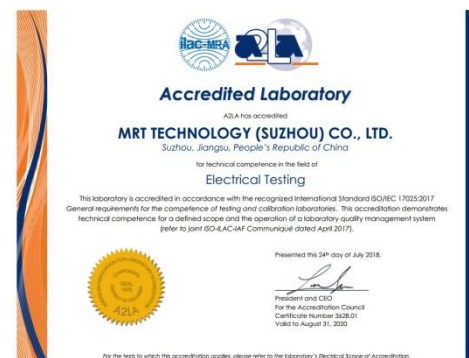 ilac-MRA
A2LA
Accredited Laboratory
A2LA has accredited
MRT TECHNOLOGY (SUZHOU) CO., LTD.
Suzhou, Jiangsu, People's Republic of China
for technical competence in the field of
Electrical Testing
This laboratory is accredited in accordance with the recognized International Standard ISO/IEC 17025:2017
General requirements for the competence of testing and calibration laboratories. This accreditation demonstrates
technical competence for a defined scope and the operation of a laboratory quality management system
(refer to joint ISO-ILAC-IAF Communiqué dated April 2017).
Presented this 24th day of July 2018.
President and CEO
For the Accreditation Council
Certificate Number 3628.01
Valid to August 31, 2020
A2LA
For the tests to which this accreditation applies, please refer to the laboratory's Electrical Scope of Accreditation.